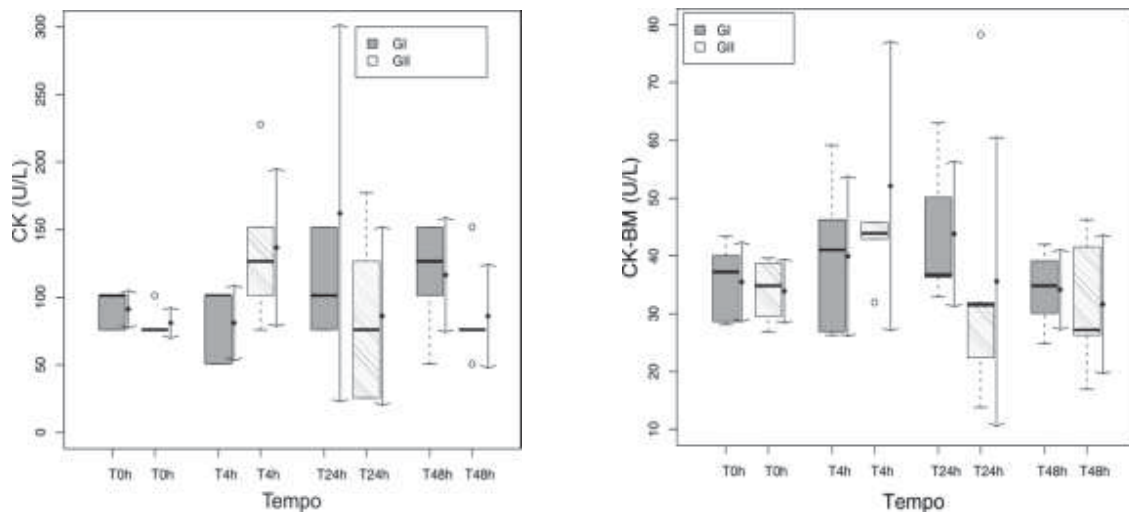 GI
GII
CK (U/L)
300
250
200
150
100
50
0
T0h T0h T4h T4h T24h T24h T48h T48h
Tempo
GI
GII
CK-BM (U/L)
80
70
60
50
40
30
20
10
T0h T0h T4h T4h T24h T24h T48h T48h
Tempo